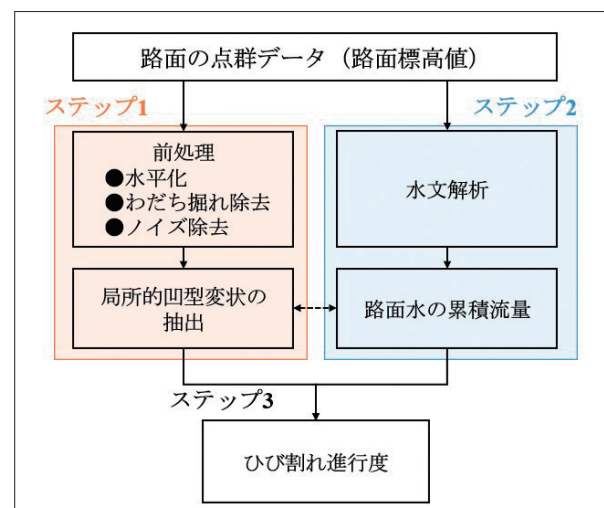 路面の点群データ（路面標高値）
ステップ1
ステップ2
前処理
●水平化
●わだち掘れ除去
●ノイズ除去
水文解析
局所的凹型変状の
抽出
路面水の累積流量
ステップ3
ひび割れ進行度